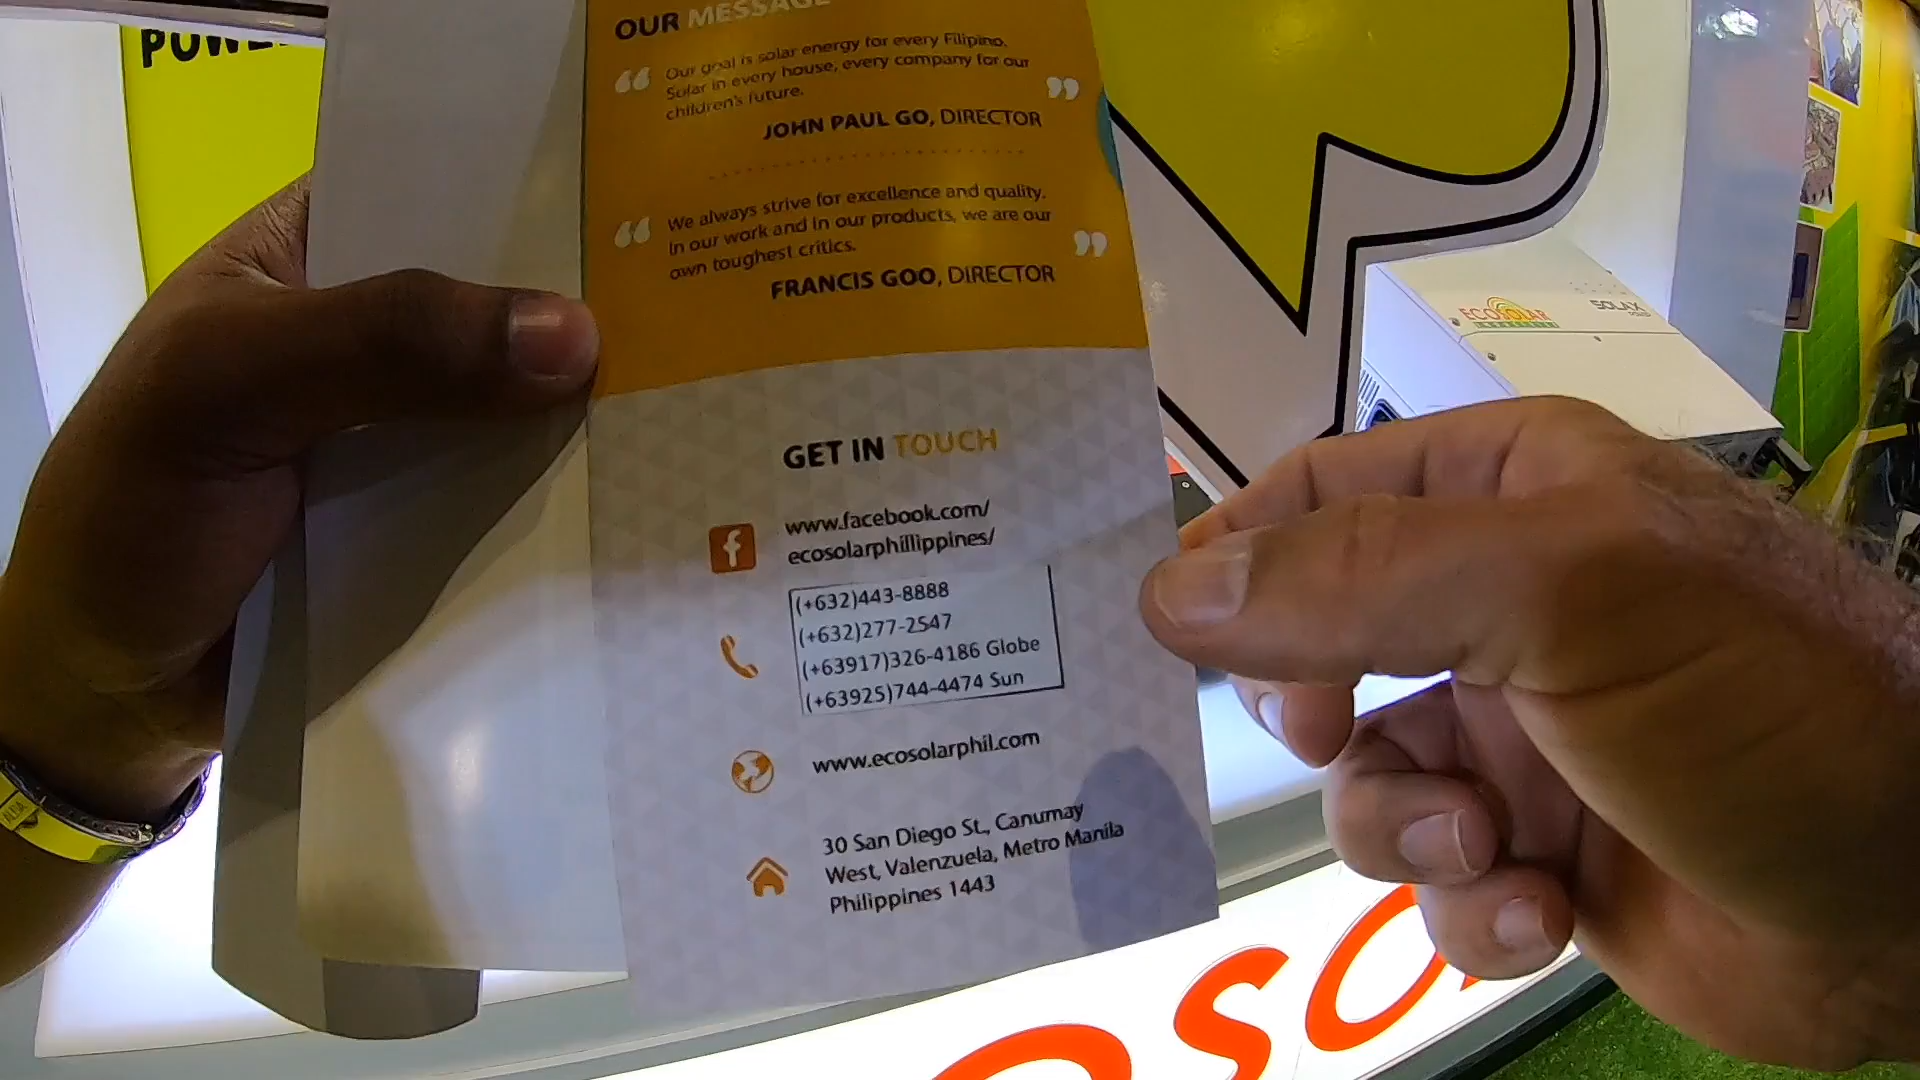 OUR MESSAGE
Our goal is solar energy for every Filipino.
Solar in every house, every company for our
children's future.
JOHN PAUL GO, DIRECTOR
We always strive for excellence and quality.
In our work and in our products, we are our
own toughest critics.
FRANCIS GOO, DIRECTOR
GET IN TOUCH
www.facebook.com/
ecosolarphillippines/
(+632)443-8888
(+632)277-2547
(+63917)326-4186 Globe
(+63925)744-4474 Sun
www.ecosolarphil.com
30 San Diego St., Canumay
West, Valenzuela, Metro Manila
Philippines 1443
ECOSOLAR
SOLAX
POWER